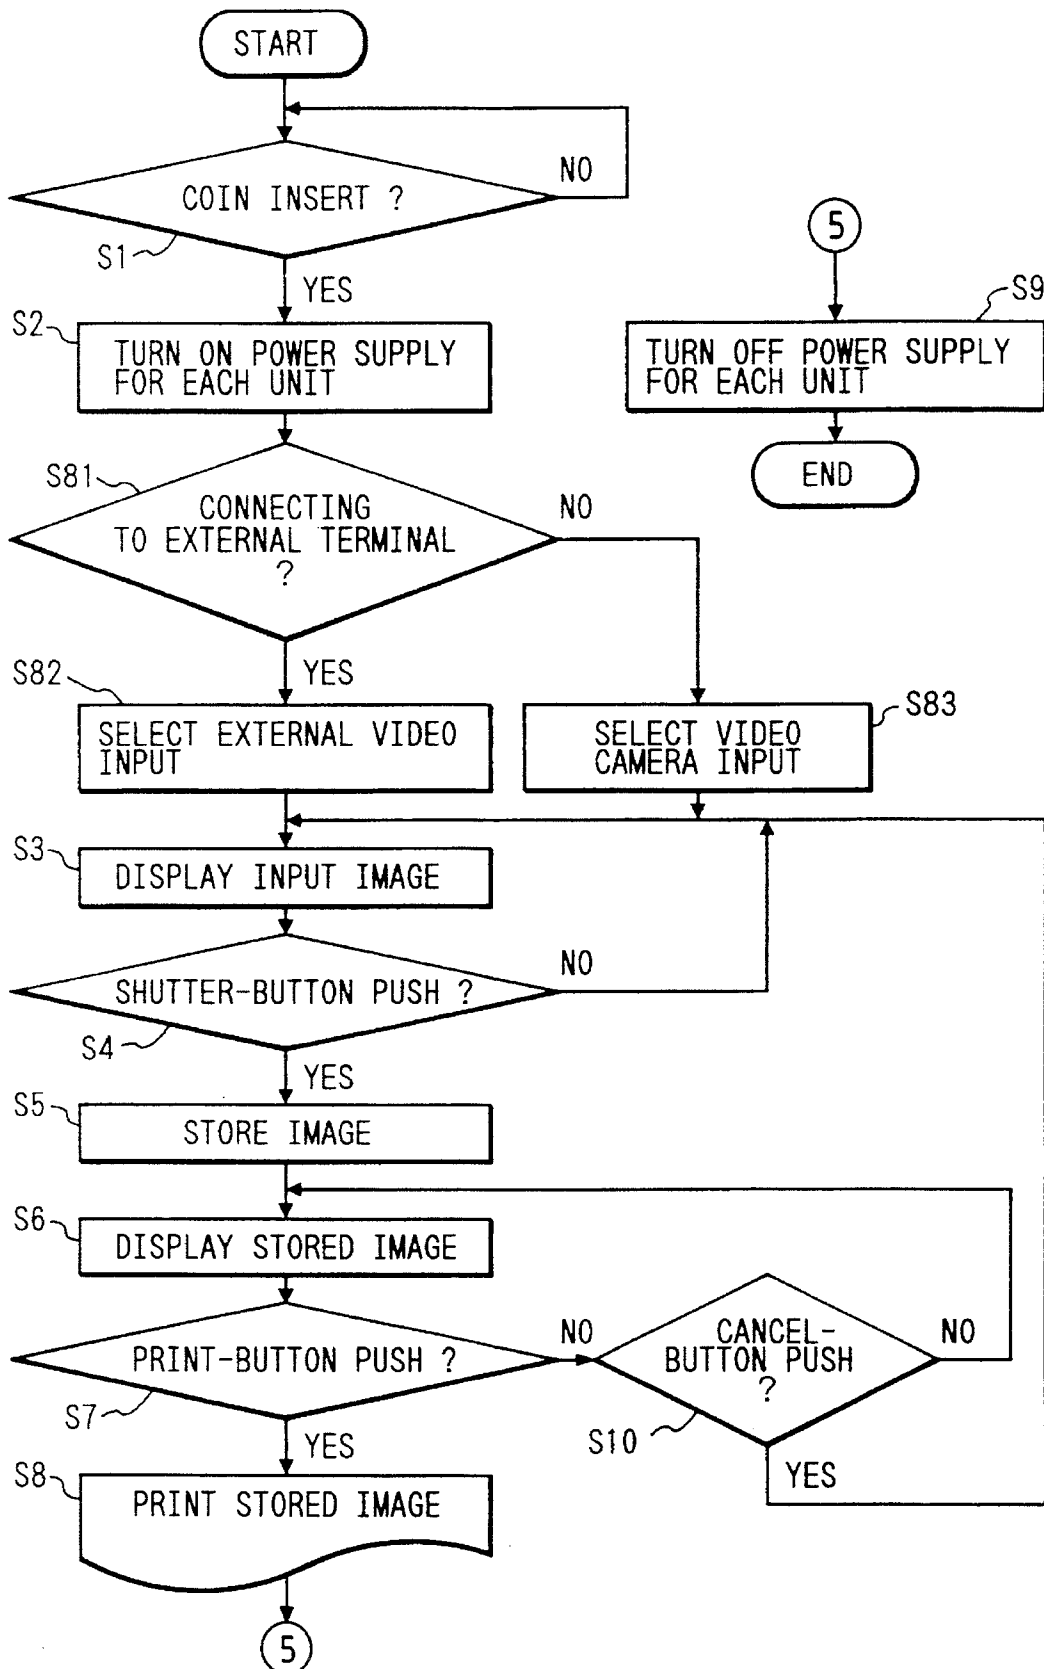 START
COIN INSERT ?
NO
S1
YES
S2
TURN ON POWER SUPPLY
FOR EACH UNIT
S81
CONNECTING
TO EXTERNAL TERMINAL
?
NO
YES
S82
SELECT EXTERNAL VIDEO
INPUT
S83
SELECT VIDEO
CAMERA INPUT
S3
DISPLAY INPUT IMAGE
SHUTTER-BUTTON PUSH ?
NO
S4
YES
S5
STORE IMAGE
S6
DISPLAY STORED IMAGE
PRINT-BUTTON PUSH ?
NO
S7
CANCEL-
BUTTON PUSH
?
NO
S10
YES
YES
S8
PRINT STORED IMAGE
5
5
S9
TURN OFF POWER SUPPLY
FOR EACH UNIT
END